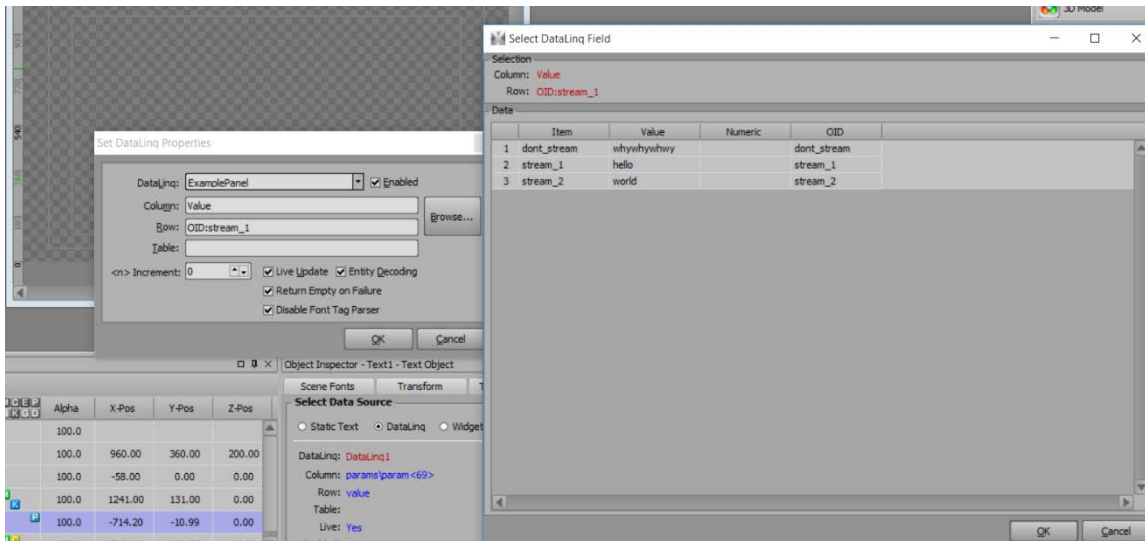 3D Model
Select DataLinq Field
Selection
Column: Value
Row: OID:stream_1
Data
Item Value Numeric OID
1 dont_stream whywhywhwy dont_stream
2 stream_1 hello stream_1
3 stream_2 world stream_2
OK Cancel
900
720
540
360
0
Set DataLinq Properties
DataLinq: ExamplePanel Enabled
Column: Value
Browse...
Row: OID:stream_1
Table:
<n> Increment: 0 Live Update Entity Decoding
Return Empty on Failure
Disable Font Tag Parser
OK Cancel
Alpha X-Pos Y-Pos Z-Pos
100.0
100.0 960.00 360.00 200.00
100.0 -58.00 0.00 0.00
K 100.0 1241.00 131.00 0.00
P 100.0 -714.20 -10.99 0.00
Object Inspector - Text1 - Text Object
Scene Fonts Transform T
Select Data Source
Static Text DataLinq Widget
DataLinq: DataLinq1
Column: params\param<69>
Row: value
Table:
Live: Yes